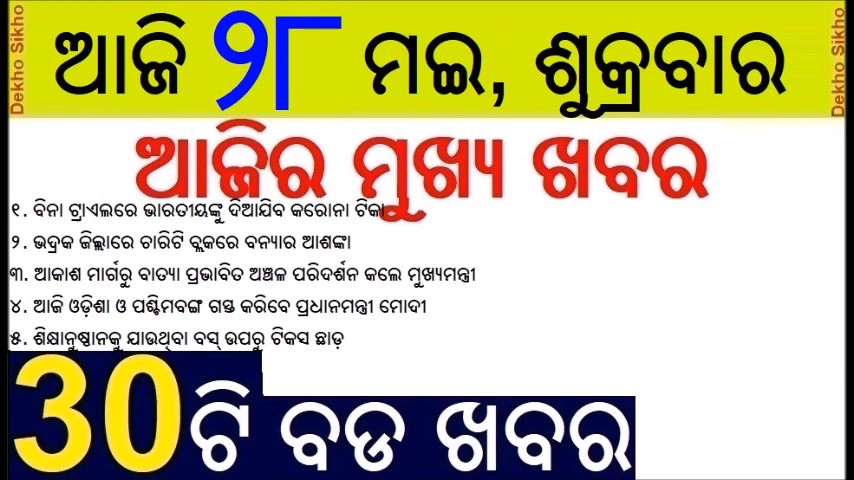 Dekho Sikho
ଆଜି ୨୮ ମଇ, ଶୁକ୍ରବାର
Dekho Sikho
ଆଜିର ମୁଖ୍ୟ ଖବର
୧. ବିନା ଟ୍ରାଏଲରେ ଭାରତୀୟଙ୍କୁ ଦିଆଯିବ କରୋନା ଟିକା
୨. ଭଦ୍ରକ ଜିଲ୍ଲାରେ ଚାରିଟି ବ୍ଲକରେ ବନ୍ୟାର ଆଶଙ୍କା
୩. ଆକାଶ ମାର୍ଗରୁ ବାତ୍ୟା ପ୍ରଭାବିତ ଅଞ୍ଚଳ ପରିଦର୍ଶନ କଲେ ମୁଖ୍ୟମନ୍ତ୍ରୀ
୪. ଆଜି ଓଡ଼ିଶା ଓ ପଶ୍ଚିମବଙ୍ଗ ଗସ୍ତ କରିବେ ପ୍ରଧାନମନ୍ତ୍ରୀ ମୋଦୀ
୫. ଶିକ୍ଷାନୁଷ୍ଠାନକୁ ଯାଉଥିବା ବସ୍ ଉପରୁ ଟିକସ ଛାଡ଼
30ଟି ବଡ ଖବର